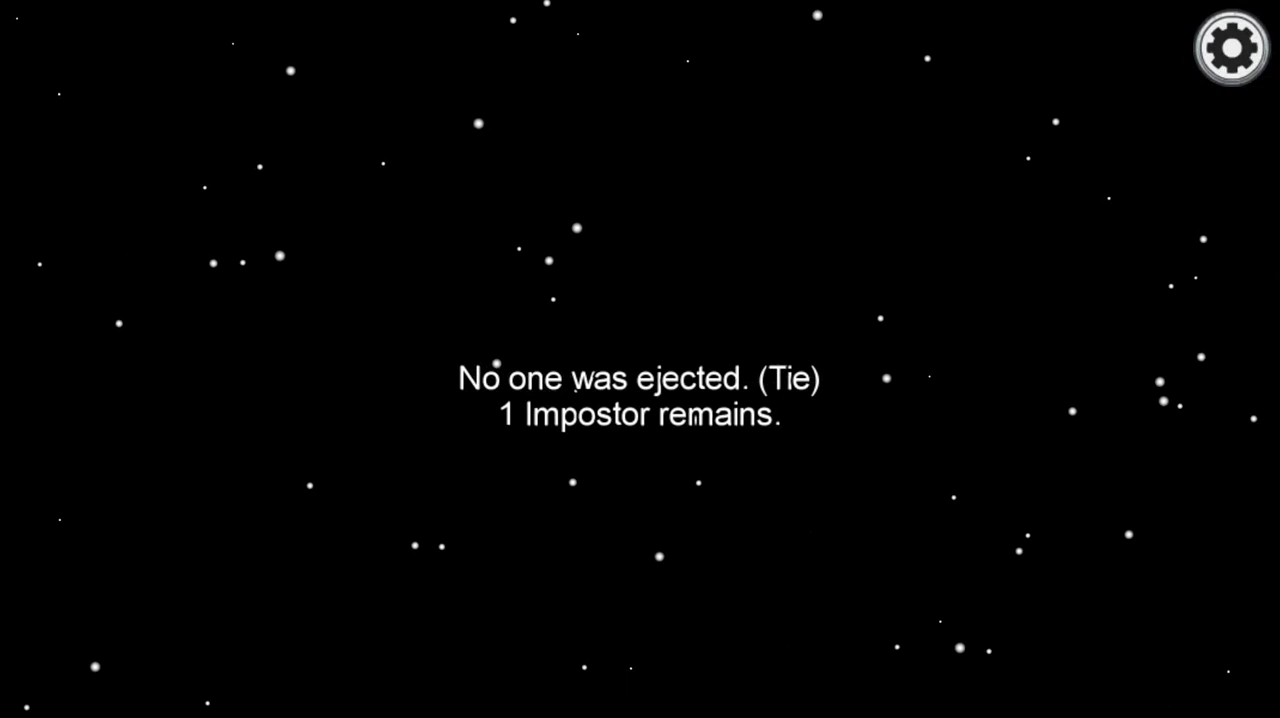 No one was ejected. (Tie)
1 Impostor remains.